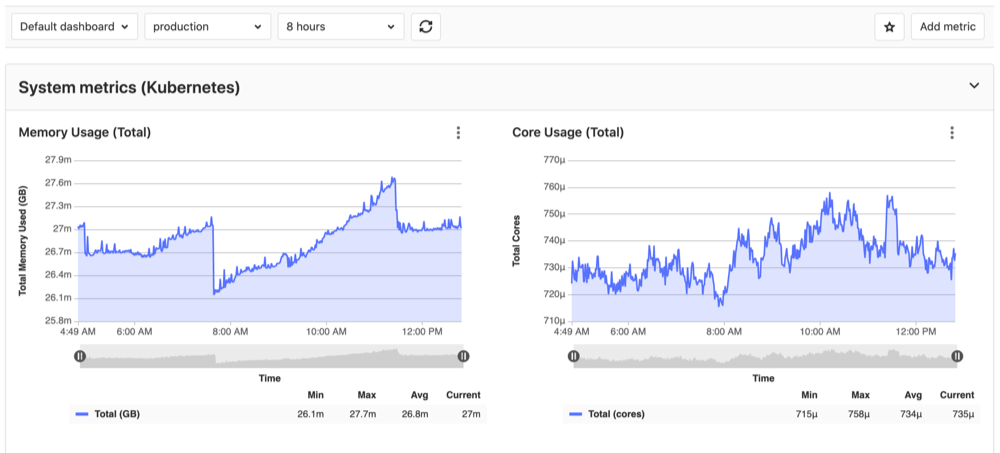 Default dashboard production 8 hours Add metric
System metrics (Kubernetes)
Memory Usage (Total)
Total Memory Used (GB)
27.9m
27.6m
27.3m
27m
26.7m
26.4m
26.1m
25.8m
4:49 AM 6:00 AM 8:00 AM 10:00 AM 12:00 PM
Time
Min Max Avg Current
Total (GB) 26.1m 27.7m 26.8m 27m
Core Usage (Total)
Total Cores
770µ
760µ
750µ
740µ
730µ
720µ
710µ
4:49 AM 6:00 AM 8:00 AM 10:00 AM 12:00 PM
Time
Min Max Avg Current
Total (cores) 715µ 758µ 734µ 735µ